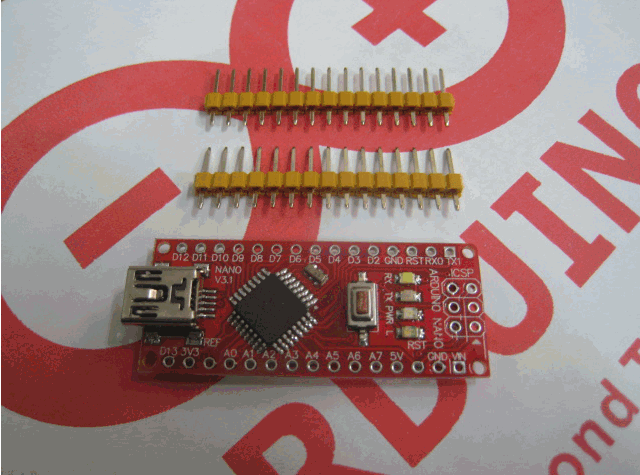 D12 D11 D10 D9 D8 D7 D6 D5 D4 D3 D2 GND RST RX0 TX1
NANO
V3.1
RX
TX
PWR
L
ARDUINO NANO
ICSP
REF
RST
D13 3V3 A0 A1 A2 A3 A4 A5 A6 A7 5V GND VIN
RDUINO
ond